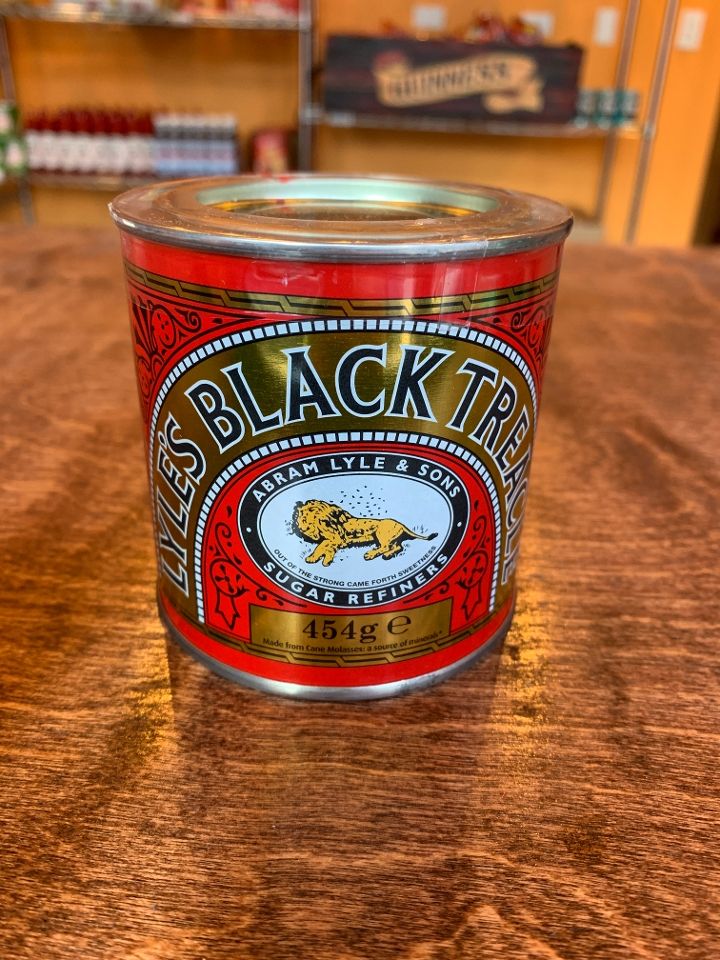 GUINNESS
LYLE'S BLACK TREACLE
ABRAM LYLE & SONS
OUT OF THE STRONG CAME FORTH SWEETNESS
SUGAR REFINERS
454g e
Made from Cane Molasses: a source of minerals*